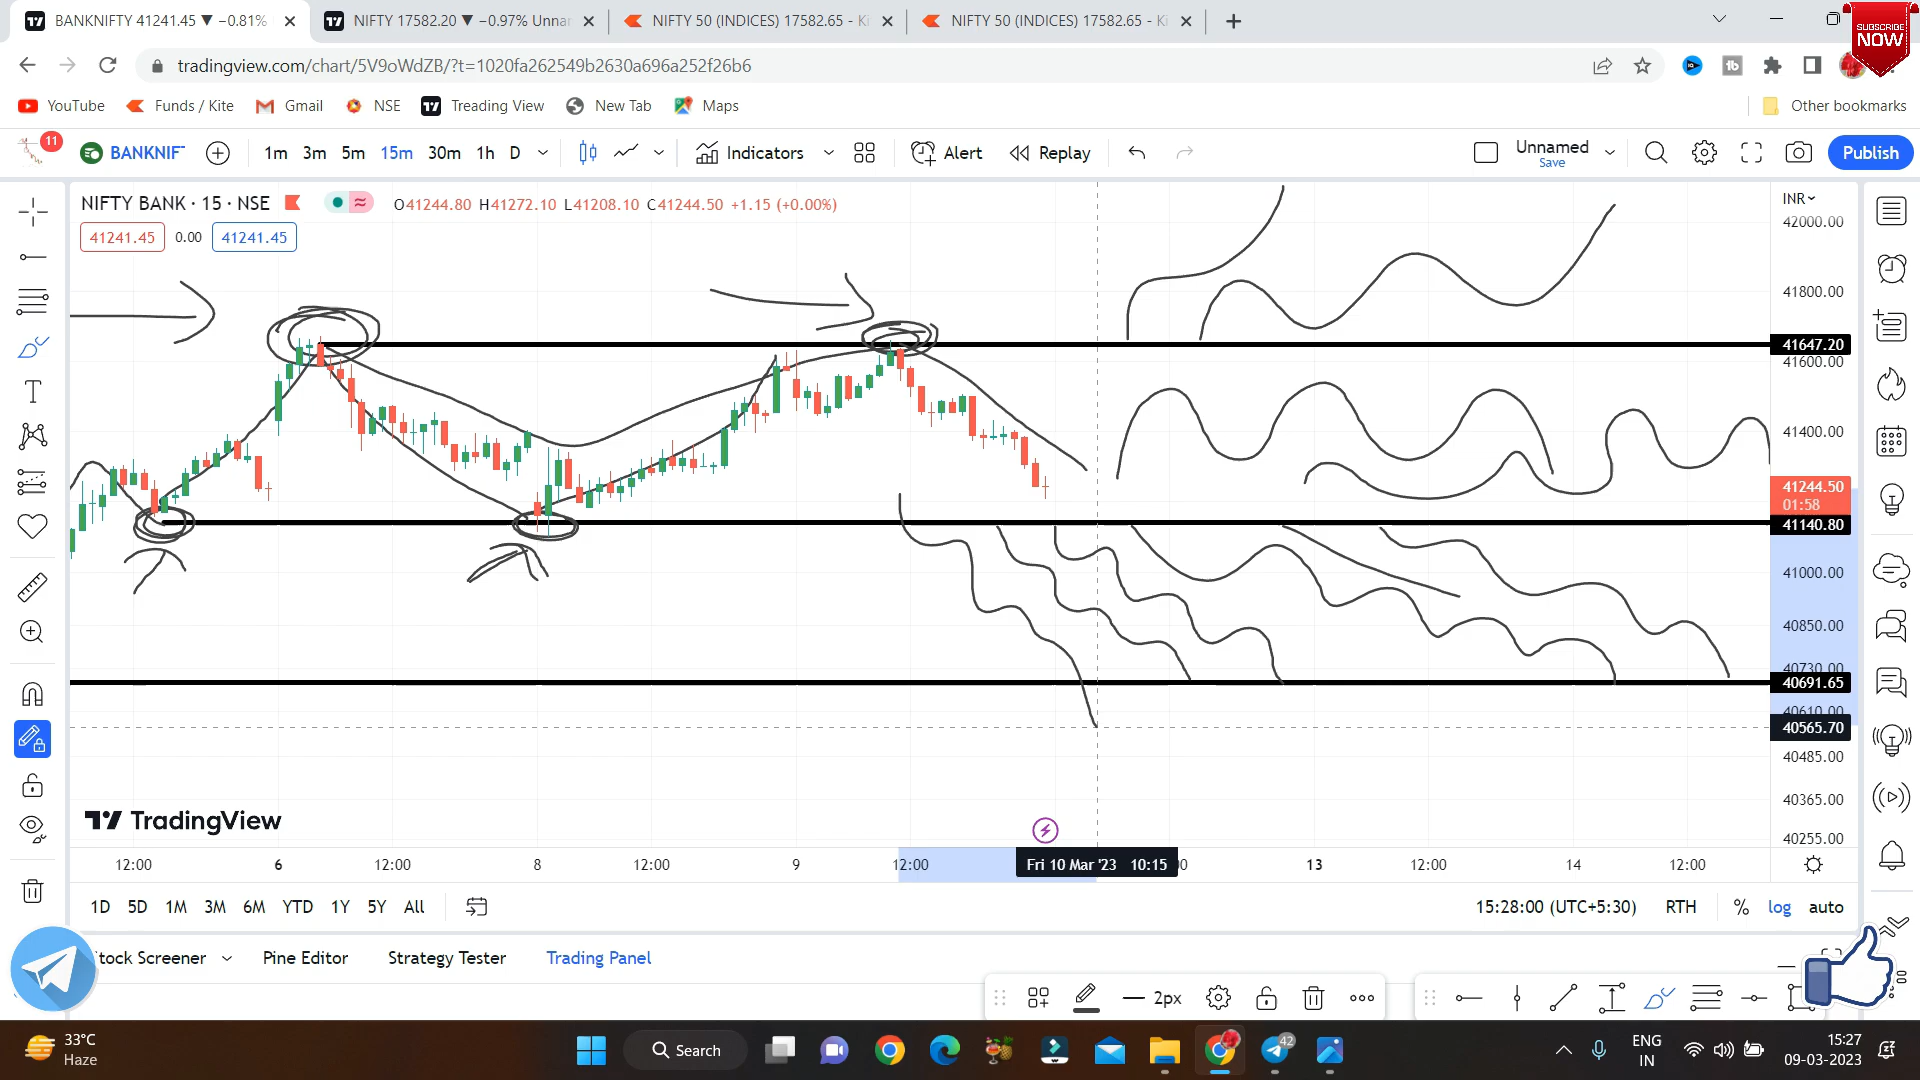 BANKNIFTY 41241.45 ▼ −0.81%
NIFTY 17582.20 ▼ −0.97% Unnar
NIFTY 50 (INDICES) 17582.65 - Ki
NIFTY 50 (INDICES) 17582.65 - Ki
SUBSCRIBE
NOW
tradingview.com/chart/5V9oWdZB/?t=1020fa262549b2630a696a252f26b6
YouTube
Funds / Kite
Gmail
NSE
Treading View
New Tab
Maps
Other bookmarks
11
BANKNIF
1m 3m 5m 15m 30m 1h D
Indicators
Alert
Replay
Unnamed
Save
Publish
NIFTY BANK · 15 · NSE
O41244.80 H41272.10 L41208.10 C41244.50 +1.15 (+0.00%)
41241.45 0.00 41241.45
INR
42000.00
41800.00
41647.20
41600.00
41400.00
41244.50
01:58
41140.80
41000.00
40850.00
40730.00
40691.65
40610.00
40565.70
40485.00
40365.00
40255.00
TradingView
12:00 6 12:00 8 12:00 9 12:00 Fri 10 Mar '23 10:15 13 12:00 14 12:00
1D 5D 1M 3M 6M YTD 1Y 5Y All
15:28:00 (UTC+5:30) RTH % log auto
tock Screener Pine Editor Strategy Tester Trading Panel
2px
33°C
Haze
Search
42
ENG
IN
15:27
09-03-2023